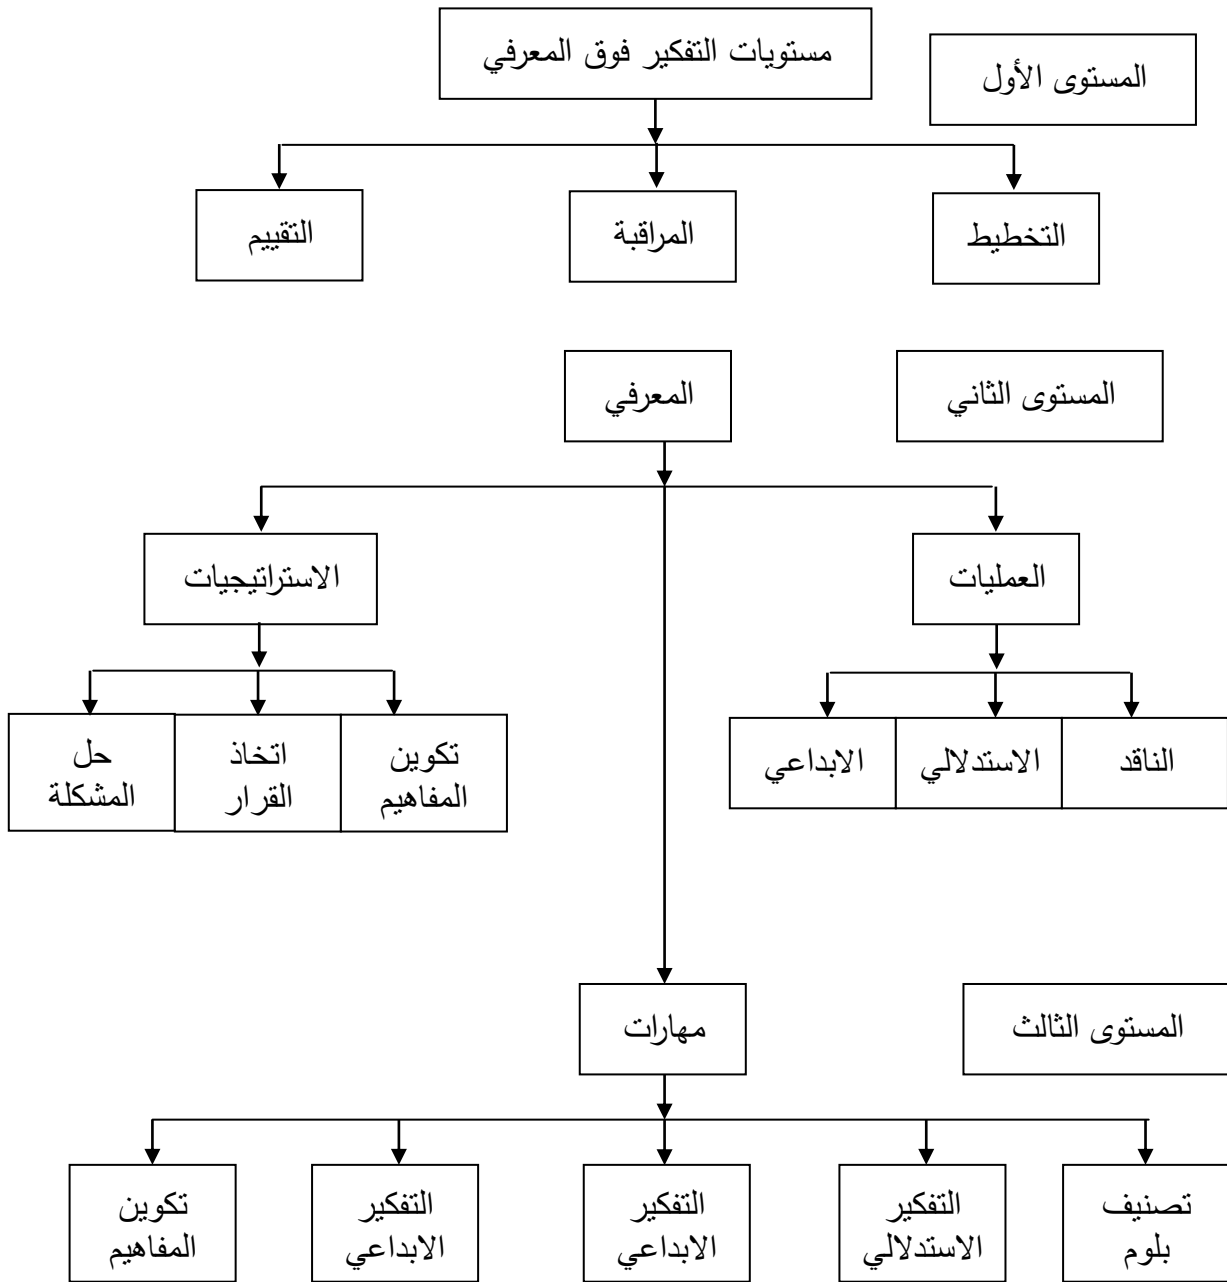 مستويات التفكير فوق المعرفي
المستوى الأول
التخطيط
المراقبة
التقييم
المستوى الثاني
المعرفي
العمليات
الاستراتيجيات
الناقد
الاستدلالي
الابداعي
تكوين
المفاهيم
اتخاذ
القرار
حل
المشكلة
المستوى الثالث
مهارات
تصنيف
بلوم
التفكير
الاستدلالي
التفكير
الابداعي
التفكير
الابداعي
تكوين
المفاهيم